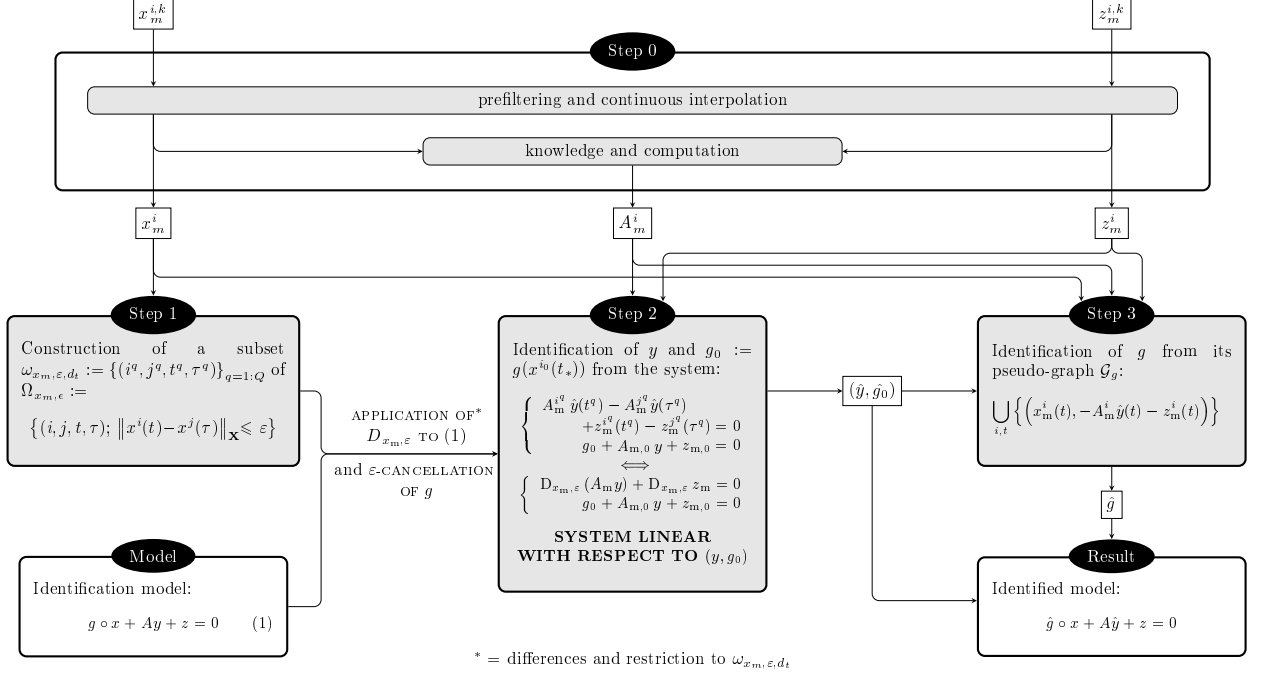 x_m^{i,k}
z_m^{i,k}
Step 0
prefiltering and continuous interpolation
knowledge and computation
x_m^i
A_m^i
z_m^i
Step 1
Construction of a subset
ω_{x_m,ε,d_t} := {(i^q, j^q, t^q, τ^q)}_{q=1:Q} of
Ω_{x_m,ϵ} :=
{(i, j, t, τ); ‖x^i(t)−x^j(τ)‖_X ⩽ ε}
Model
Identification model:
g ∘ x + Ay + z = 0 (1)
APPLICATION OF*
D_{x_m,ε} TO (1)
and ε-CANCELLATION
OF g
Step 2
Identification of y and g_0 :=
g(x^{i_0}(t_*)) from the system:
A_m^{i^q} ŷ(t^q) − A_m^{j^q} ŷ(τ^q)
+z_m^{i^q}(t^q) − z_m^{j^q}(τ^q) = 0
g_0 + A_{m,0} y + z_{m,0} = 0
⟺
D_{x_m,ε} (A_m y) + D_{x_m,ε} z_m = 0
g_0 + A_{m,0} y + z_{m,0} = 0
SYSTEM LINEAR
WITH RESPECT TO (y, g_0)
(ŷ, ĝ_0)
Step 3
Identification of g from its
pseudo-graph 𝒢_g:
⋃_{i,t} {(x_m^i(t), −A_m^i ŷ(t) − z_m^i(t))}
ĝ
Result
Identified model:
ĝ ∘ x + Aŷ + z = 0
* = differences and restriction to ω_{x_m,ε,d_t}